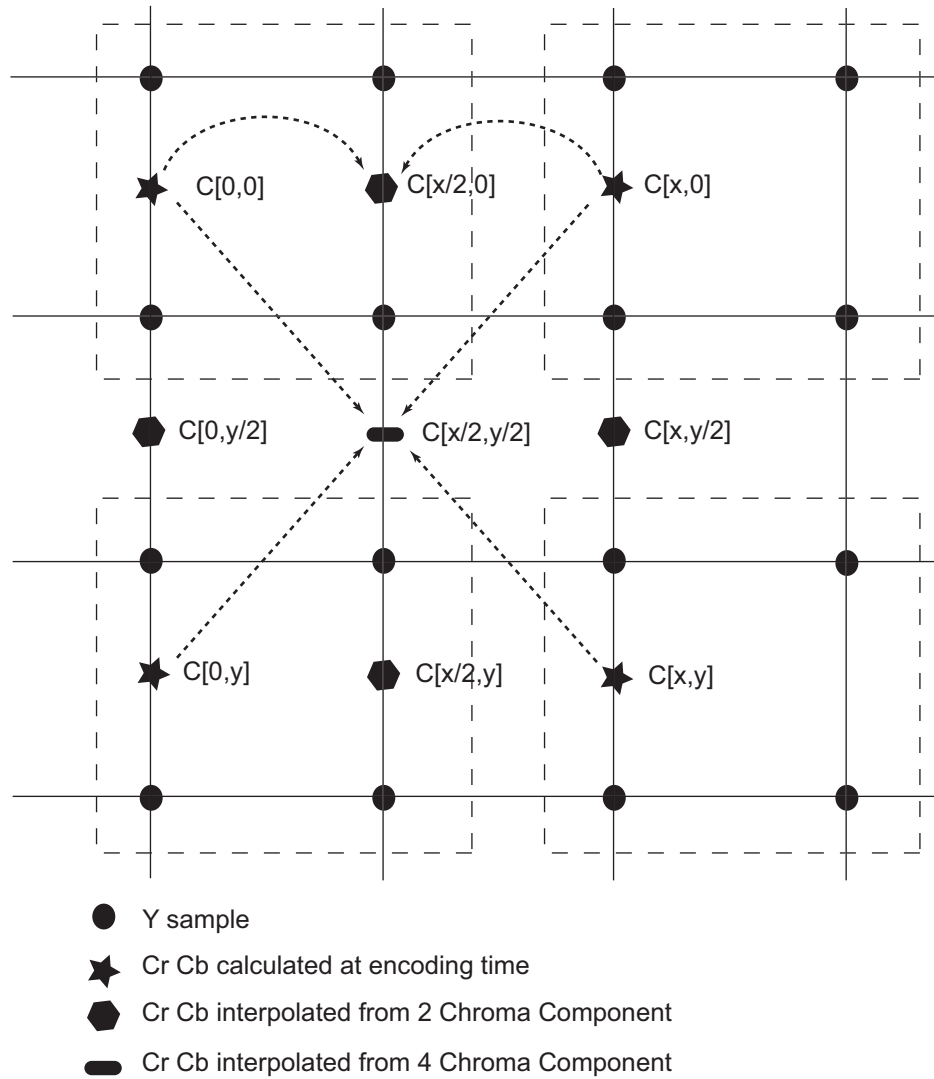 C[0,0]
C[x/2,0]
C[x,0]
C[0,y/2]
C[x/2,y/2]
C[x,y/2]
C[0,y]
C[x/2,y]
C[x,y]
Y sample
Cr Cb calculated at encoding time
Cr Cb interpolated from 2 Chroma Component
Cr Cb interpolated from 4 Chroma Component